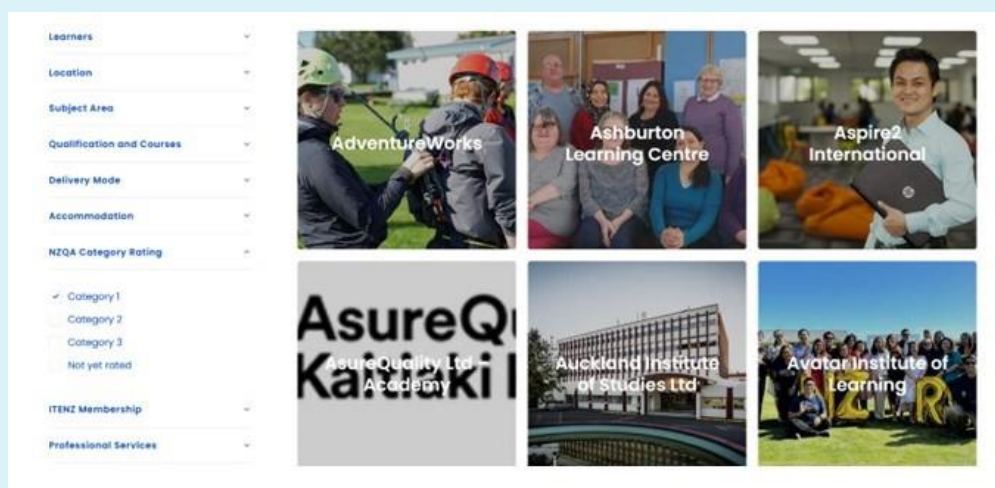 Learners
Location
Subject Area
Qualification and Courses
Delivery Mode
Accommodation
NZQA Category Rating
Category 1
Category 2
Category 3
Not yet rated
ITENZ Membership
Professional Services
AdventureWorks
Ashburton
Learning Centre
Aspire2
International
AsureQu
AsureQuality Ltd –
Academy
Auckland Institute
of Studies Ltd
Avatar Institute of
Learning